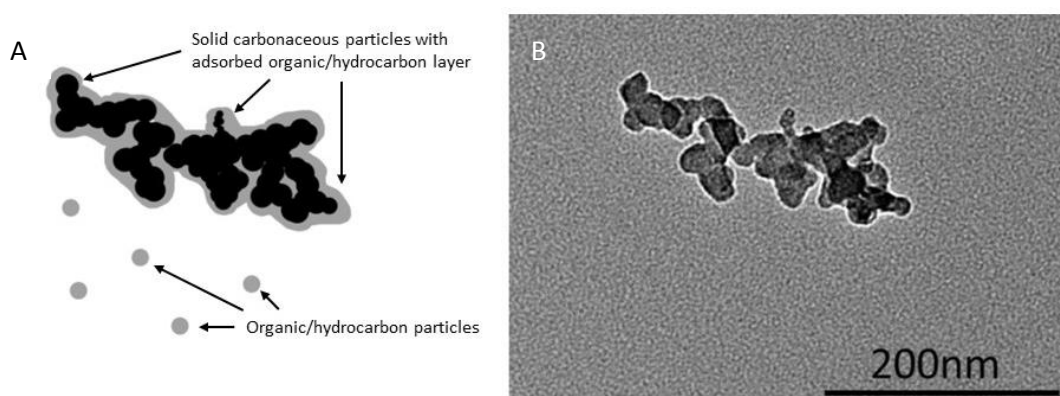 A
Solid carbonaceous particles with
adsorbed organic/hydrocarbon layer
Organic/hydrocarbon particles
B
200nm